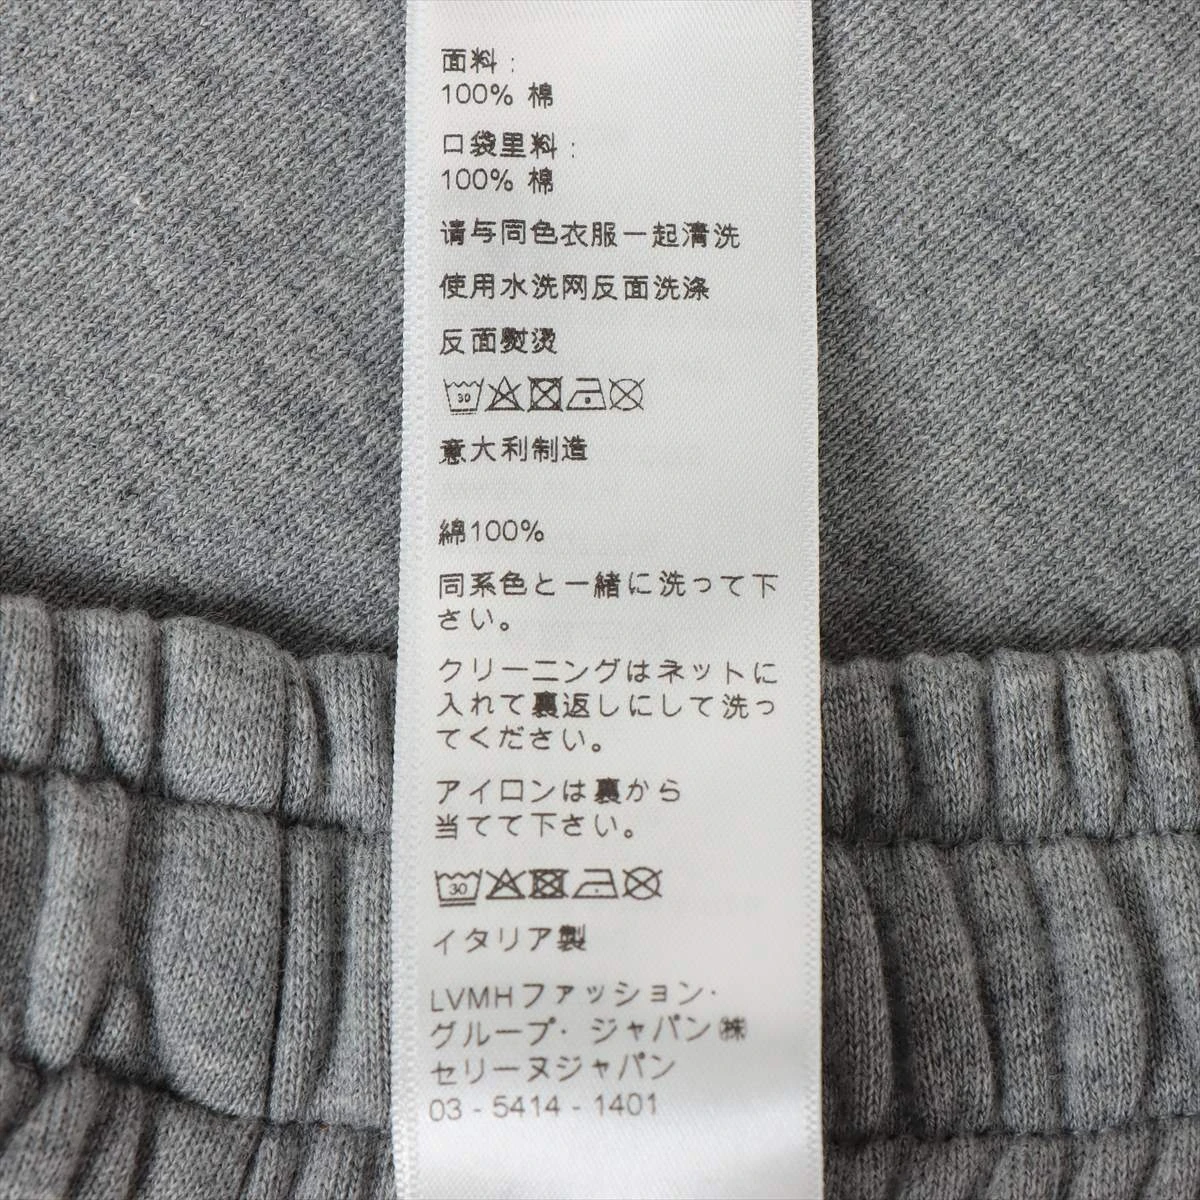 面料：
100% 棉
口袋里料：
100% 棉
请与同色衣服一起清洗
使用水洗网反面洗涤
反面熨烫
30
意大利制造
綿100%
同系色と一緒に洗って下
さい。
クリーニングはネットに
入れて裏返しにして洗っ
てください。
アイロンは裏から
当てて下さい。
30
イタリア製
LVMHファッション·
グループ· ジャパン㈱
セリーヌジャパン
03 - 5414 - 1401